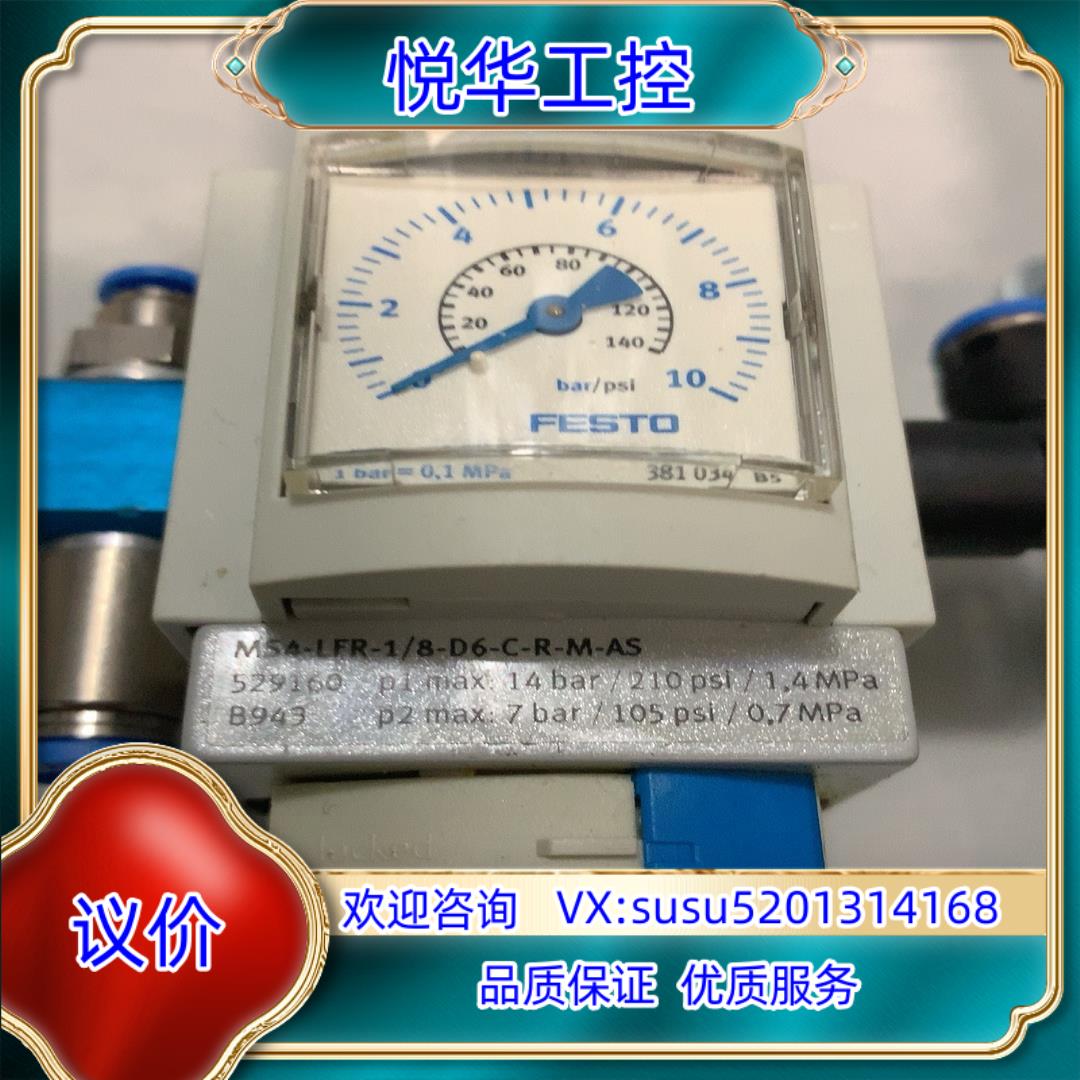 悦华工控
4
6
2
8
10
60
80
40
20
120
140
0
bar/psi
FESTO
1 bar = 0,1 MPa
381 034 B5
MS4-LFR-1/8-D6-C-R-M-AS
529160 p1 max: 14 bar / 210 psi / 1,4 MPa
B943 p2 max: 7 bar / 105 psi / 0,7 MPa
locked
议价
欢迎咨询 VX:susu5201314168
品质保证 优质服务